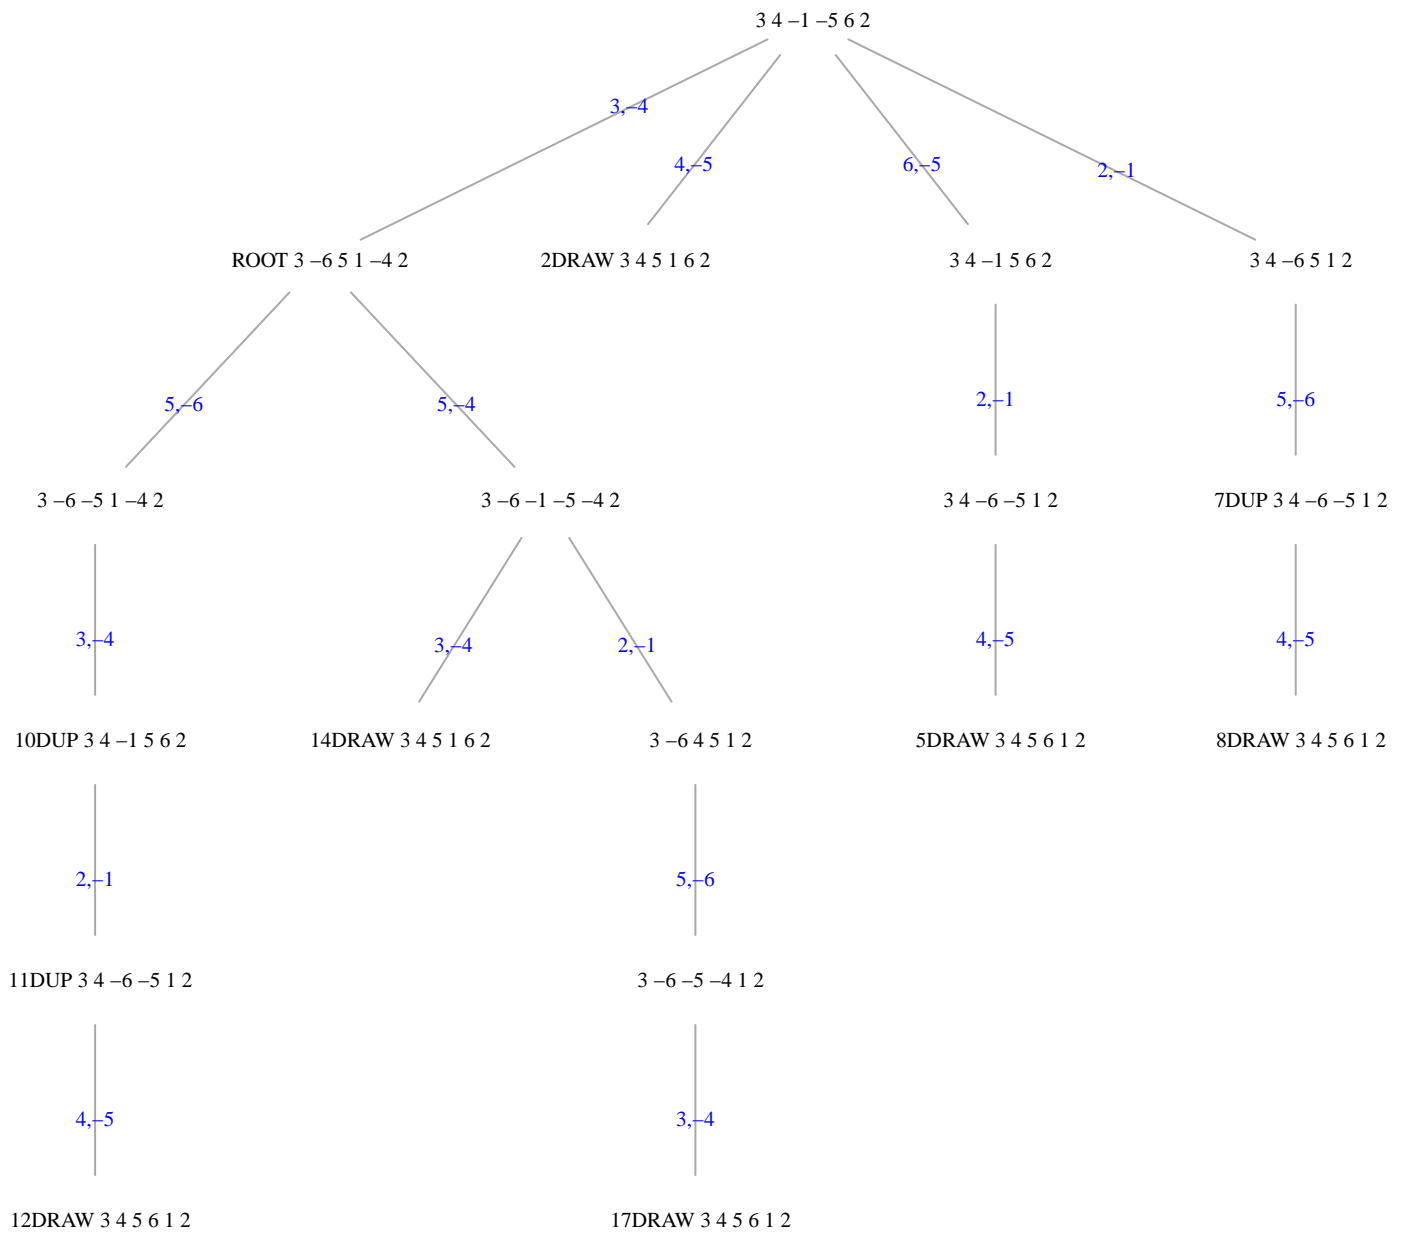 3 4 –1 –5 6 2
3,–4
4,–5
6,–5
2,–1
ROOT 3 –6 5 1 –4 2
2DRAW 3 4 5 1 6 2
3 4 –1 5 6 2
3 4 –6 5 1 2
5,–6
5,–4
2,–1
5,–6
3 –6 –5 1 –4 2
3 –6 –1 –5 –4 2
3 4 –6 –5 1 2
7DUP 3 4 –6 –5 1 2
3,–4
3,–4
2,–1
4,–5
4,–5
10DUP 3 4 –1 5 6 2
14DRAW 3 4 5 1 6 2
3 –6 4 5 1 2
5DRAW 3 4 5 6 1 2
8DRAW 3 4 5 6 1 2
2,–1
5,–6
11DUP 3 4 –6 –5 1 2
3 –6 –5 –4 1 2
4,–5
3,–4
12DRAW 3 4 5 6 1 2
17DRAW 3 4 5 6 1 2